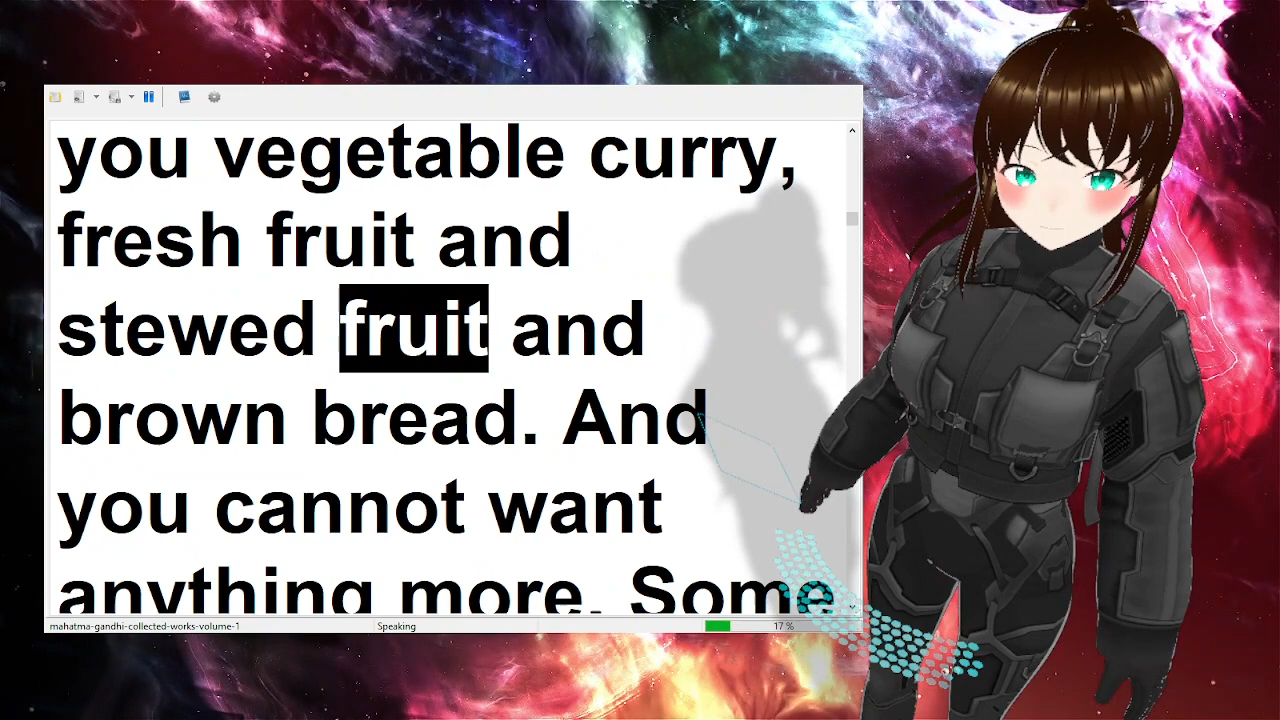 you vegetable curry,
fresh fruit and
stewed fruit and
brown bread. And
you cannot want
anything more. Some
mahatma-gandhi-collected-works-volume-1 Speaking 17 %